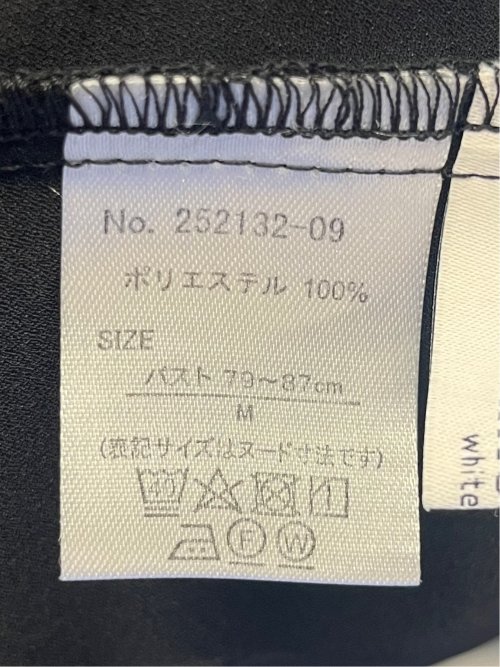 No. 252132-09
ポリエステル 100%
SIZE
バスト 79～87cm
M
(表記サイズはヌード寸法です)
40
F W
white